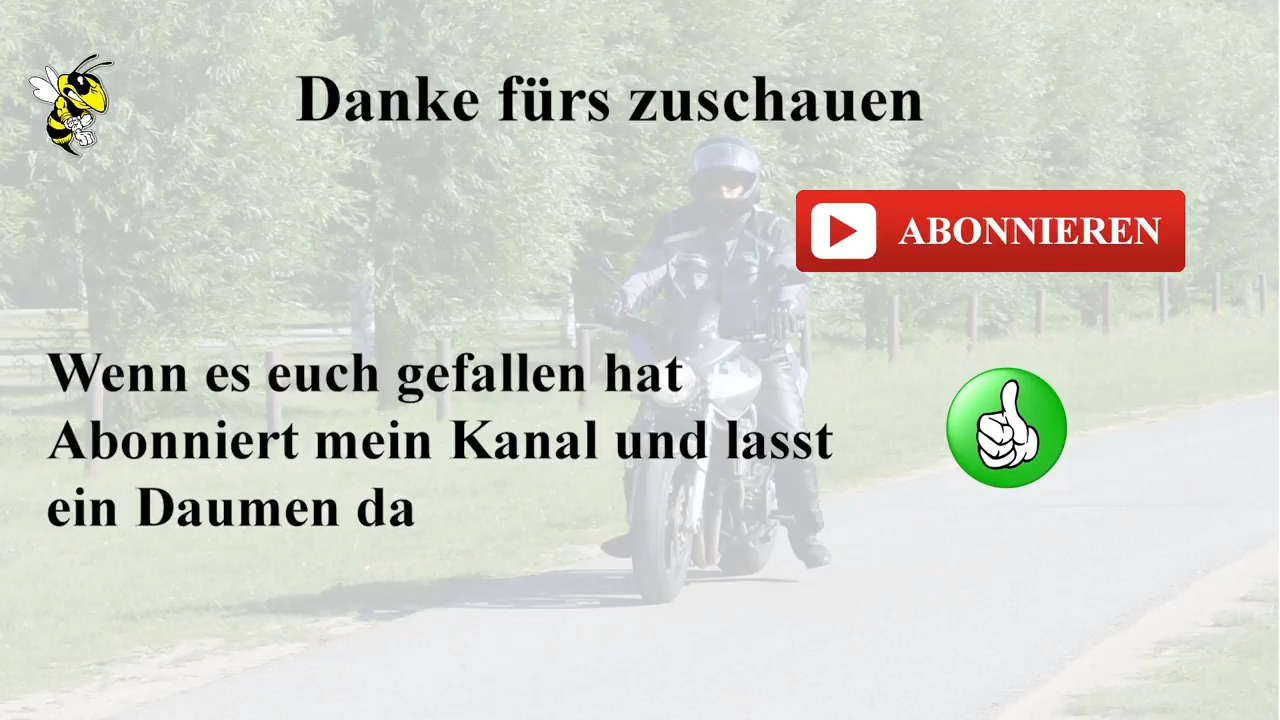 Danke fürs zuschauen
ABONNIEREN
Wenn es euch gefallen hat
Abonniert mein Kanal und lasst
ein Daumen da